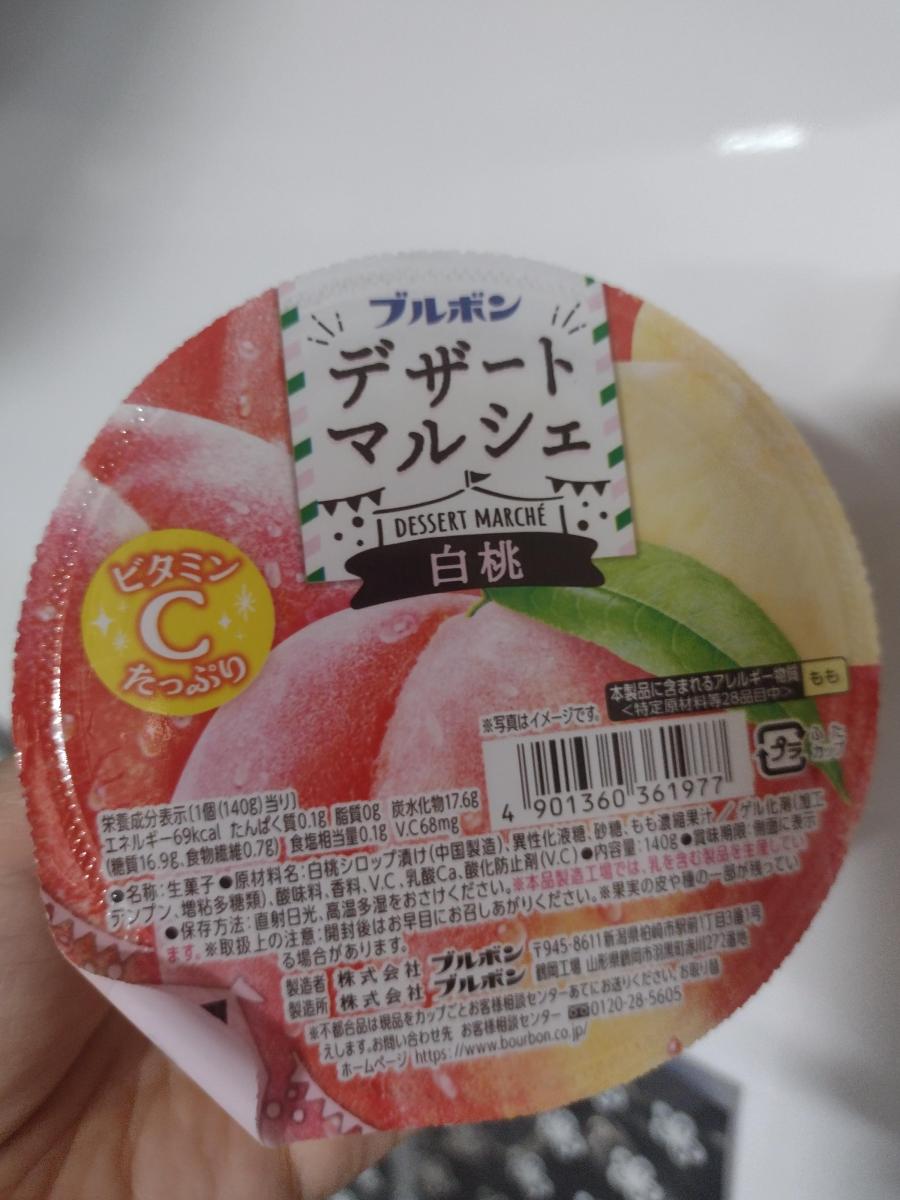 ブルボン
デザート
マルシェ
DESSERT MARCHÉ
白桃
ビタミン
C
たっぷり
本製品に含まれるアレルギー物質
<特定原材料等28品目中>
もも
※写真はイメージです。
プラ
ふた
カップ
4 901360 361977
栄養成分表示(1個(140g)当り)
エネルギー69kcal たんぱく質0.1g 脂質0g 炭水化物17.6g
(糖質16.9g、食物繊維0.7g) 食塩相当量0.1g V.C68mg
●名称:生菓子 ●原材料名:白桃シロップ漬け(中国製造)、異性化液糖、砂糖、もも濃縮果汁/ゲル化剤(加工
デンプン、増粘多糖類)、酸味料、香料、V.C、乳酸Ca、酸化防止剤(V.C) ●内容量:140g ●賞味期限:側面に表示
●保存方法:直射日光、高温多湿をおさけください。※本品製造工場では、乳を含む製品を生産してい
ます。※取扱上の注意:開封後はお早目にお召しあがりください。※果実の皮や種の一部が残ってい
る場合があります。
製造者 株式会社 ブルボン 〒945-8611新潟県柏崎市駅前1丁目3番1号
製造所 株式会社 ブルボン 鶴岡工場 山形県鶴岡市羽黒町赤川272番地
※不都合品は現品をカップごとお客様相談センターあてにお送りください。お取り替
えします。お問い合わせ先 お客様相談センター 0120-28-5605
ホームページ https://www.bourbon.co.jp/